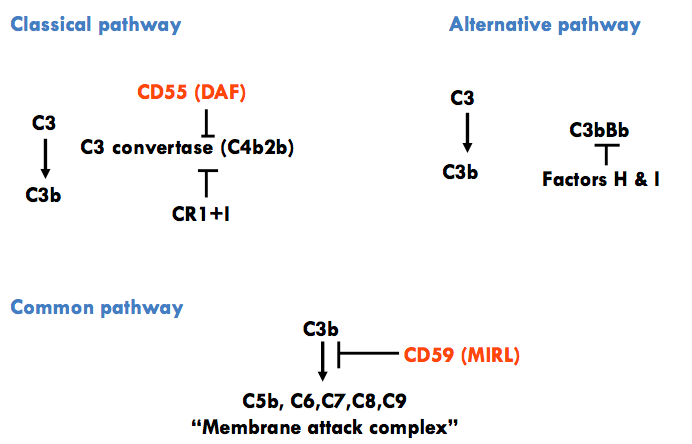 Classical pathway
Alternative pathway
CD55 (DAF)
C3
C3 convertase (C4b2b)
C3b
CR1+I
C3
C3bBb
C3b
Factors H & I
Common pathway
C3b
CD59 (MIRL)
C5b, C6,C7,C8,C9
“Membrane attack complex”